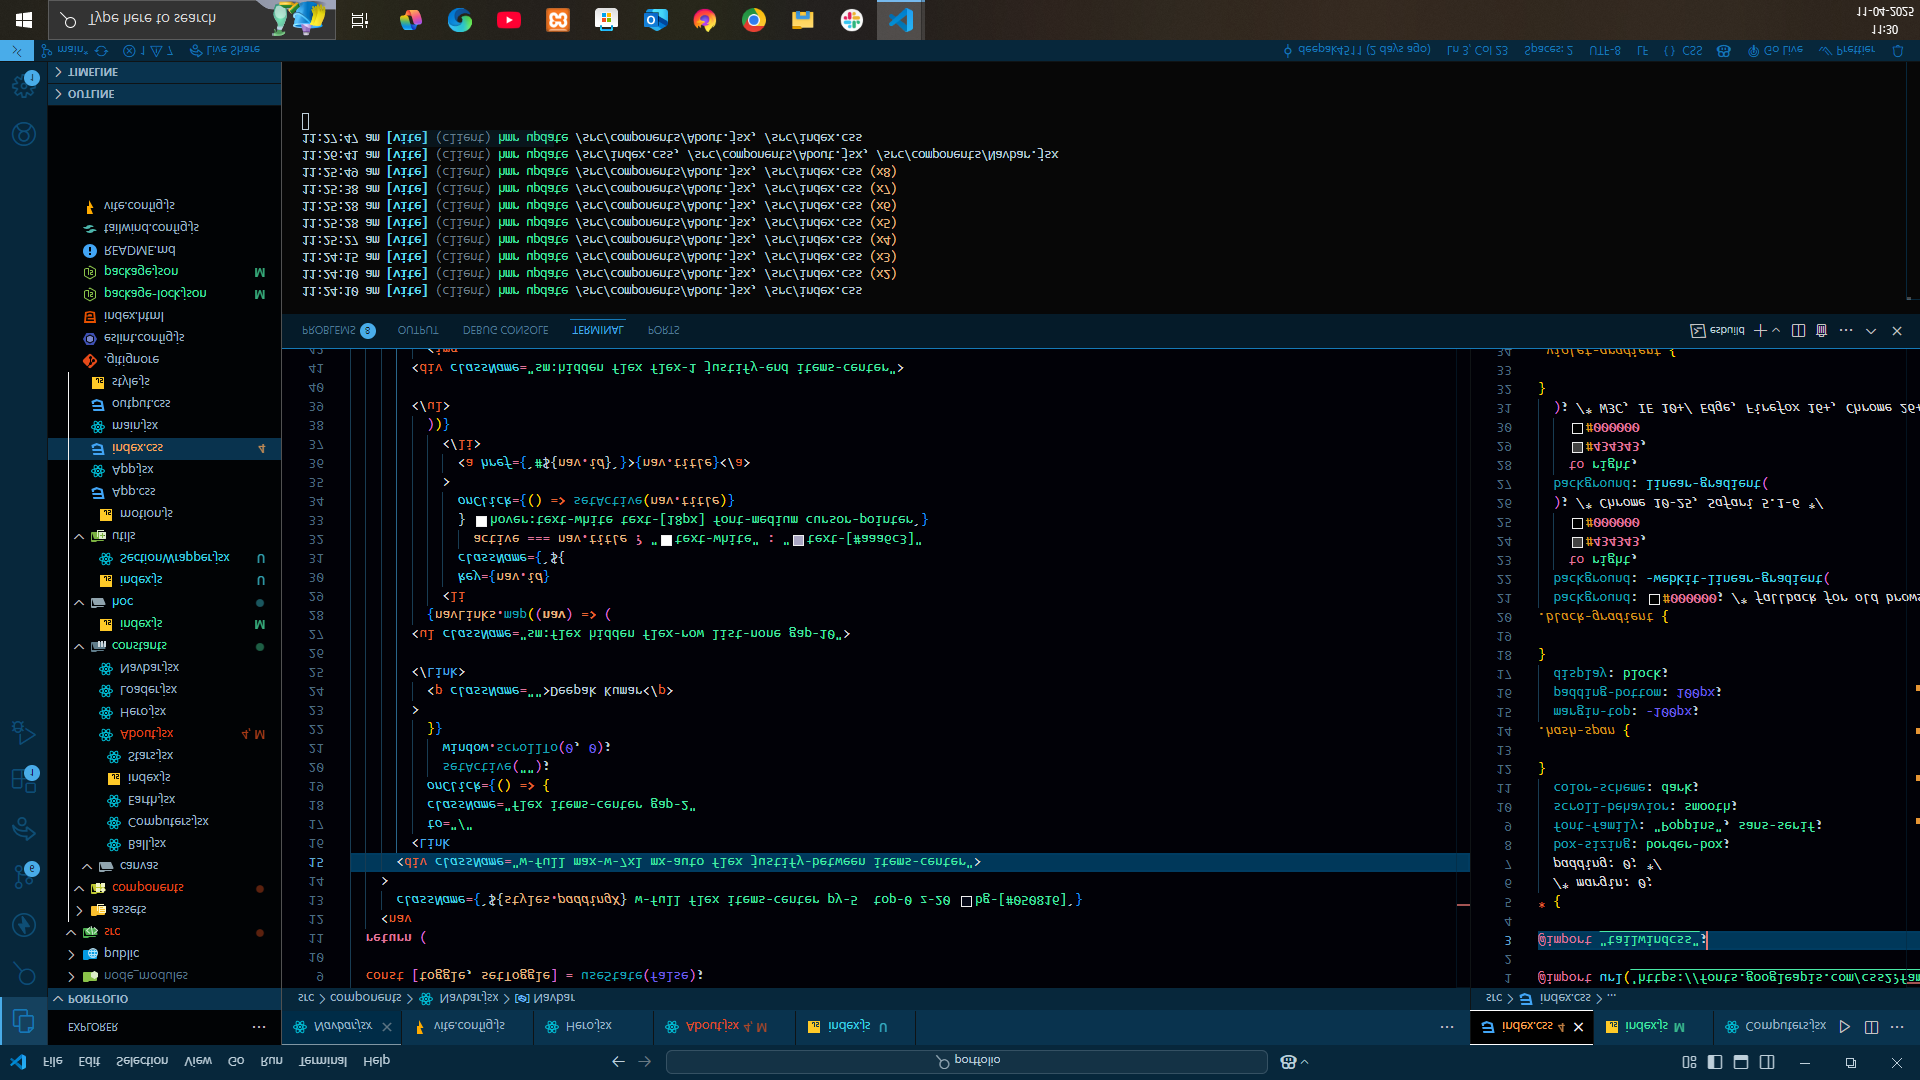 File Edit Selection View Go Run Terminal Help
portfolio
EXPLORER
PORTFOLIO
node_modules
public
src
assets
components
canvas
Ball.jsx
Computers.jsx
Earth.jsx
index.js
Stars.jsx
About.jsx 4, M
Hero.jsx
Loader.jsx
Navbar.jsx
constants
index.js M
hoc
index.js U
SectionWrapper.jsx U
utils
motion.js
App.css
App.jsx
index.css 4
main.jsx
output.css
style.js
.gitignore
eslint.config.js
index.html
package-lock.json M
package.json M
README.md
tailwind.config.js
vite.config.js
OUTLINE
TIMELINE
Navbar.jsx vite.config.js Hero.jsx About.jsx 4, M index.js U
src > components > Navbar.jsx > Navbar
9 const [toggle, setToggle] = useState(false);
10
11 return (
12 <nav
13 className={`${styles.paddingX} w-full flex items-center py-5  top-0 z-20 bg-[#050816]`}
14 >
15 <div className="w-full max-w-7xl mx-auto flex justify-between items-center">
16 <Link
17 to="/"
18 className="flex items-center gap-2"
19 onClick={() => {
20 setActive("");
21 window.scrollTo(0, 0);
22 }}
23 >
24 <p className="">Deepak Kumar</p>
25 </Link>
26
27 <ul className="sm:flex hidden flex-row list-none gap-10">
28 {navLinks.map((nav) => (
29 <li
30 key={nav.id}
31 className={`${
32 active === nav.title ? "text-white" : "text-[#aaa6c3]"
33 } hover:text-white text-[18px] font-medium cursor-pointer`}
34 onClick={() => setActive(nav.title)}
35 >
36 <a href={`#${nav.id}`}>{nav.title}</a>
37 </li>
38 ))}
39 </ul>
40
41 <div className="sm:hidden flex flex-1 justify-end items-center">
42 <img
index.css 4 index.js M Computers.jsx
src > index.css > ...
1 @import url('https://fonts.googleapis.com/css2?fam
2
3 @import "tailwindcss";
4
5 * {
6 /* margin: 0;
7 padding: 0; */
8 box-sizing: border-box;
9 font-family: "Poppins", sans-serif;
10 scroll-behavior: smooth;
11 color-scheme: dark;
12 }
13
14 .hash-span {
15 margin-top: -100px;
16 padding-bottom: 100px;
17 display: block;
18 }
19
20 .black-gradient {
21 background: #000000; /* fallback for old brows
22 background: -webkit-linear-gradient(
23 to right,
24 #434343,
25 #000000
26 ); /* Chrome 10-25, Safari 5.1-6 */
27 background: linear-gradient(
28 to right,
29 #434343,
30 #000000
31 ); /* W3C, IE 10+/ Edge, Firefox 16+, Chrome 26+
32 }
33
34 .violet-gradient {
PROBLEMS 8 OUTPUT DEBUG CONSOLE TERMINAL PORTS
esbuild
11:24:10 am [vite] (client) hmr update /src/components/About.jsx, /src/index.css
11:24:10 am [vite] (client) hmr update /src/components/About.jsx, /src/index.css (x2)
11:24:15 am [vite] (client) hmr update /src/components/About.jsx, /src/index.css (x3)
11:25:27 am [vite] (client) hmr update /src/components/About.jsx, /src/index.css (x4)
11:25:28 am [vite] (client) hmr update /src/components/About.jsx, /src/index.css (x5)
11:25:28 am [vite] (client) hmr update /src/components/About.jsx, /src/index.css (x6)
11:25:38 am [vite] (client) hmr update /src/components/About.jsx, /src/index.css (x7)
11:25:49 am [vite] (client) hmr update /src/components/About.jsx, /src/index.css (x8)
11:26:41 am [vite] (client) hmr update /src/index.css, /src/components/About.jsx, /src/components/Navbar.jsx
11:27:47 am [vite] (client) hmr update /src/components/About.jsx, /src/index.css
main* 1 7 Live Share
deepak4511 (2 days ago) Ln 3, Col 23 Spaces: 2 UTF-8 LF {} CSS Go Live Prettier
Type here to search
11:30
11-04-2025